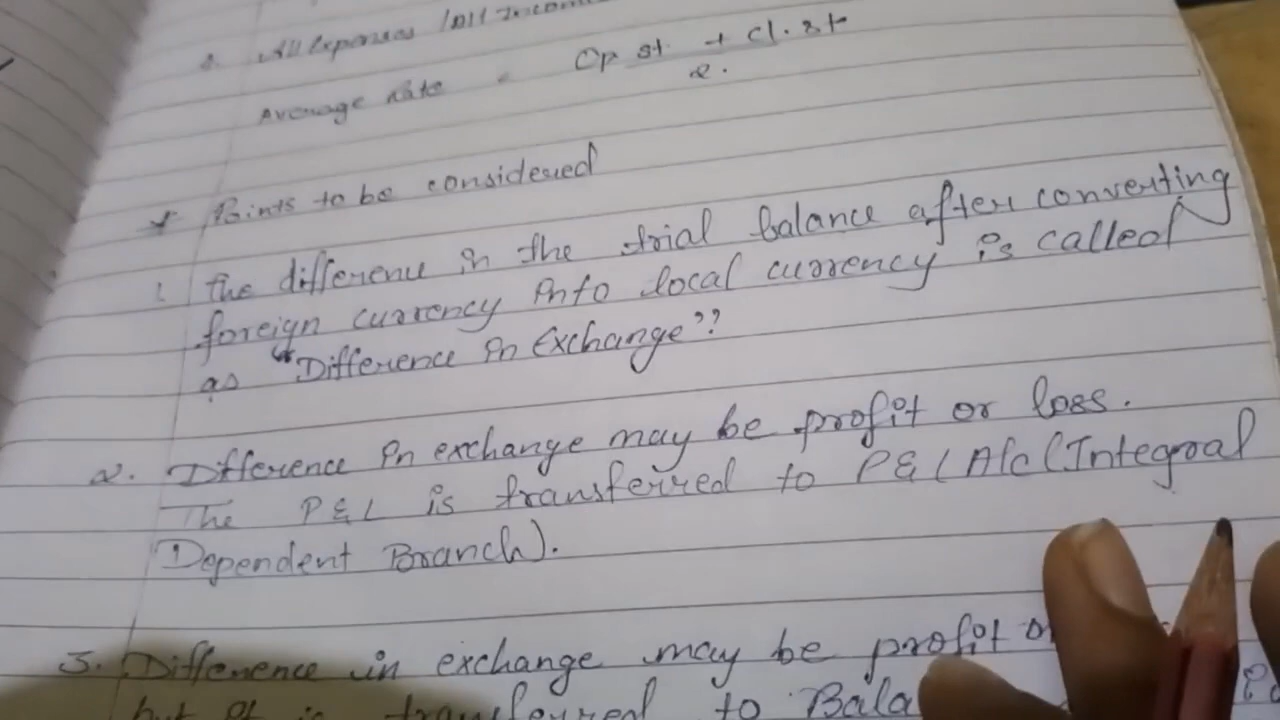 All Expenses / All Incom
Average rate = Op st. + Cl. st
2.
* Points to be considered
1. The difference in the trial balance after converting
foreign currency into local currency is called
as "Difference in Exchange"
2. Difference in exchange may be profit or loss.
The P&L is transferred to P&L A/c (Integral
Dependent Branch).
3. Difference in exchange may be profit
but it is transferred to Bala